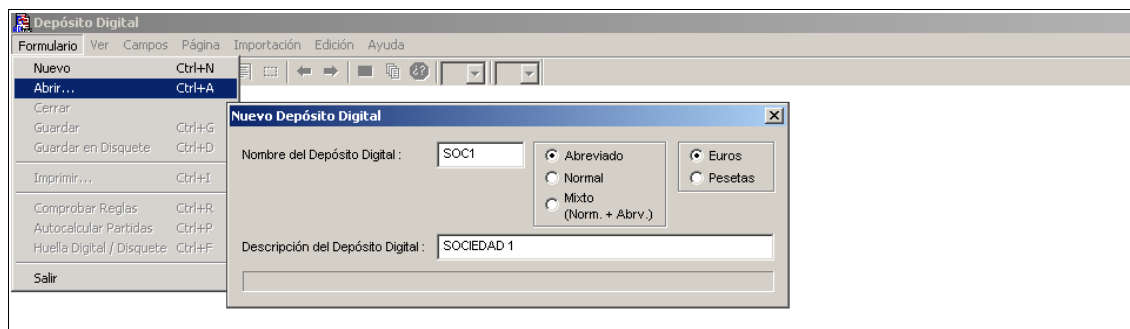 Depósito Digital
Formulario Ver Campos Página Importación Edición Ayuda
Nuevo Ctrl+N
Abrir... Ctrl+A
Cerrar
Guardar Ctrl+G
Guardar en Disquete Ctrl+D
Imprimir... Ctrl+I
Comprobar Reglas Ctrl+R
Autocalcular Partidas Ctrl+P
Huella Digital / Disquete Ctrl+F
Salir
Nuevo Depósito Digital
Nombre del Depósito Digital : SOC1
Abreviado
Normal
Mixto
(Norm. + Abrv.)
Euros
Pesetas
Descripción del Depósito Digital : SOCIEDAD 1